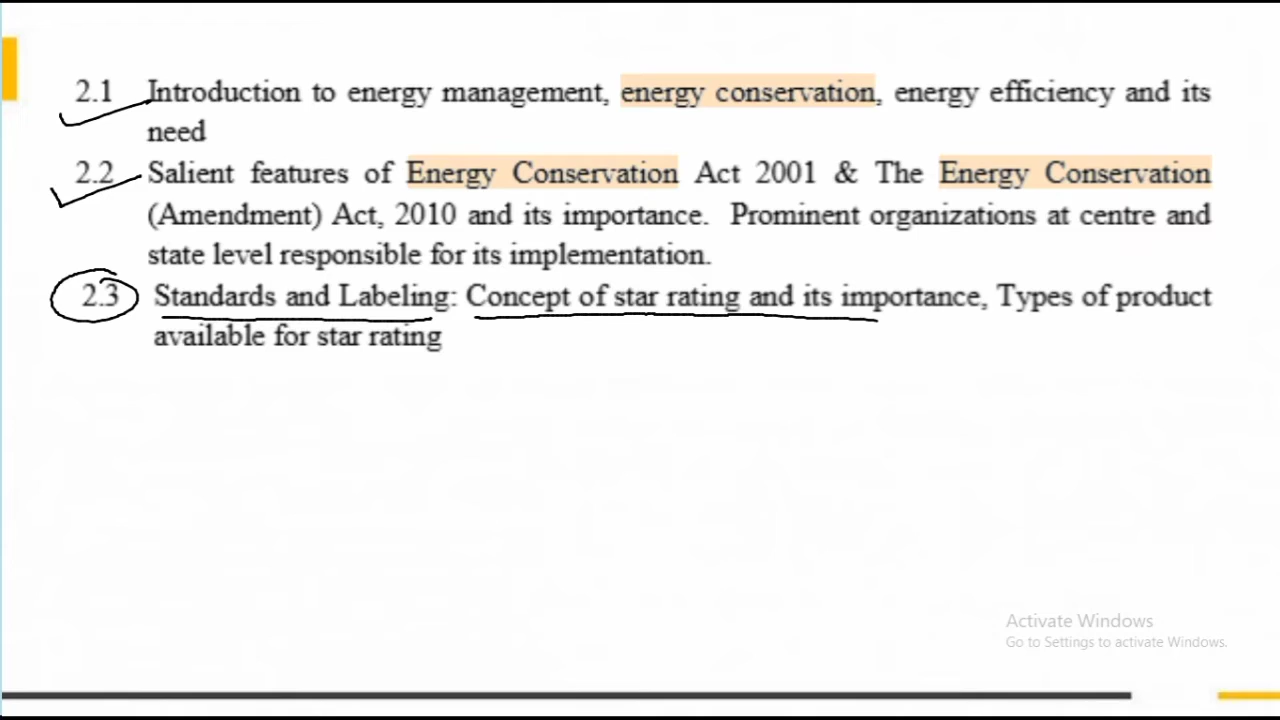 2.1 Introduction to energy management, energy conservation, energy efficiency and its
need
2.2 Salient features of Energy Conservation Act 2001 & The Energy Conservation
(Amendment) Act, 2010 and its importance. Prominent organizations at centre and
state level responsible for its implementation.
2.3 Standards and Labeling: Concept of star rating and its importance, Types of product
available for star rating
Activate Windows
Go to Settings to activate Windows.